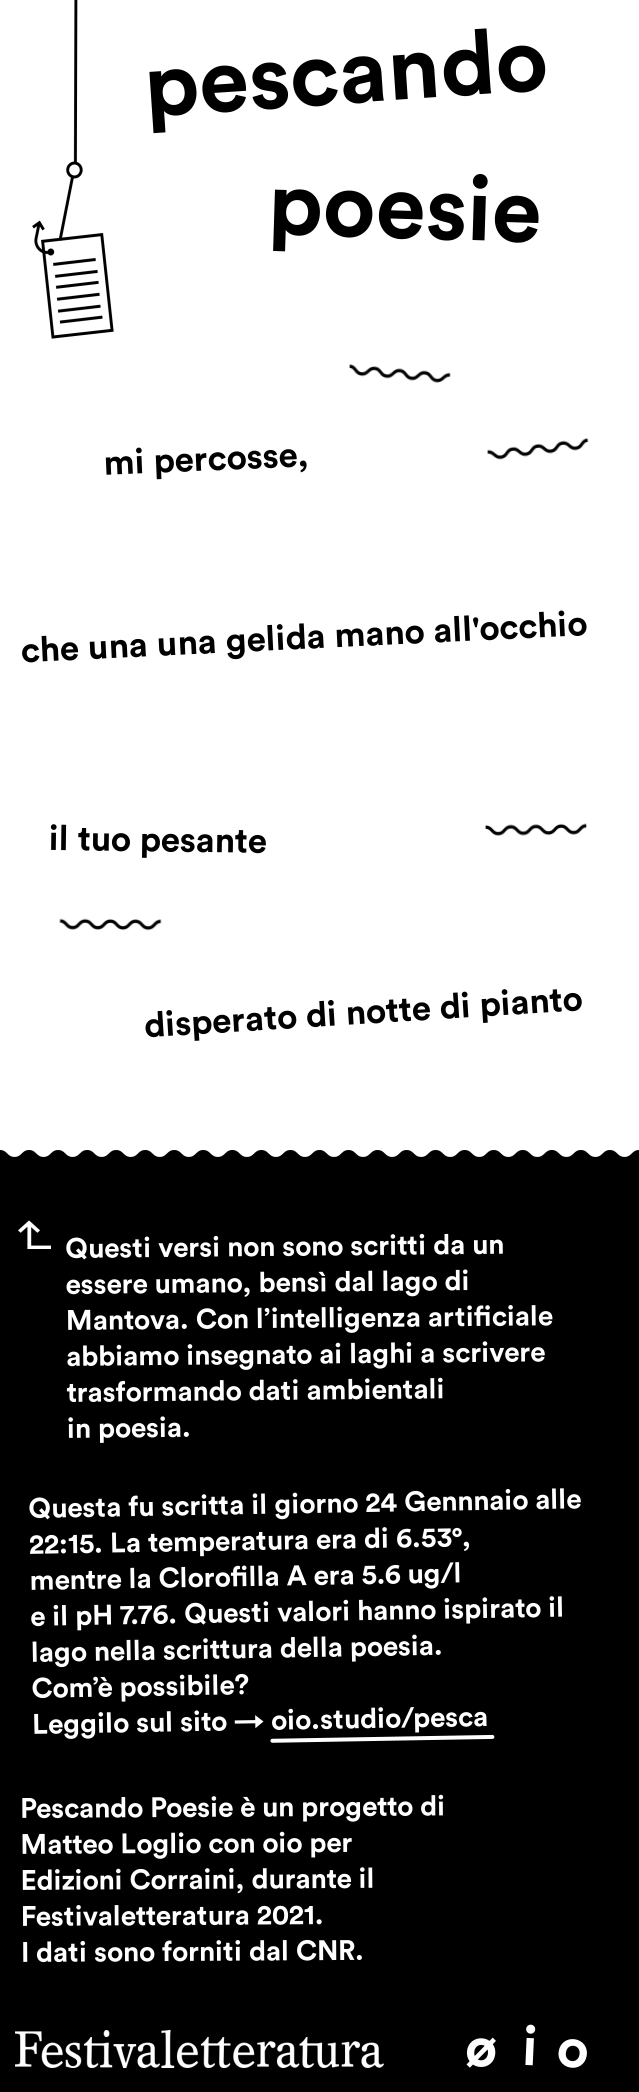 pescando
poesie
mi percosse,
che una una gelida mano all'occhio
il tuo pesante
disperato di notte di pianto
Questi versi non sono scritti da un
essere umano, bensì dal lago di
Mantova. Con l’intelligenza artificiale
abbiamo insegnato ai laghi a scrivere
trasformando dati ambientali
in poesia.
Questa fu scritta il giorno 24 Gennnaio alle
22:15. La temperatura era di 6.53°,
mentre la Clorofilla A era 5.6 ug/l
e il pH 7.76. Questi valori hanno ispirato il
lago nella scrittura della poesia.
Com’è possibile?
Leggilo sul sito → oio.studio/pesca
Pescando Poesie è un progetto di
Matteo Loglio con oio per
Edizioni Corraini, durante il
Festivaletteratura 2021.
I dati sono forniti dal CNR.
Festivaletteratura ø i o